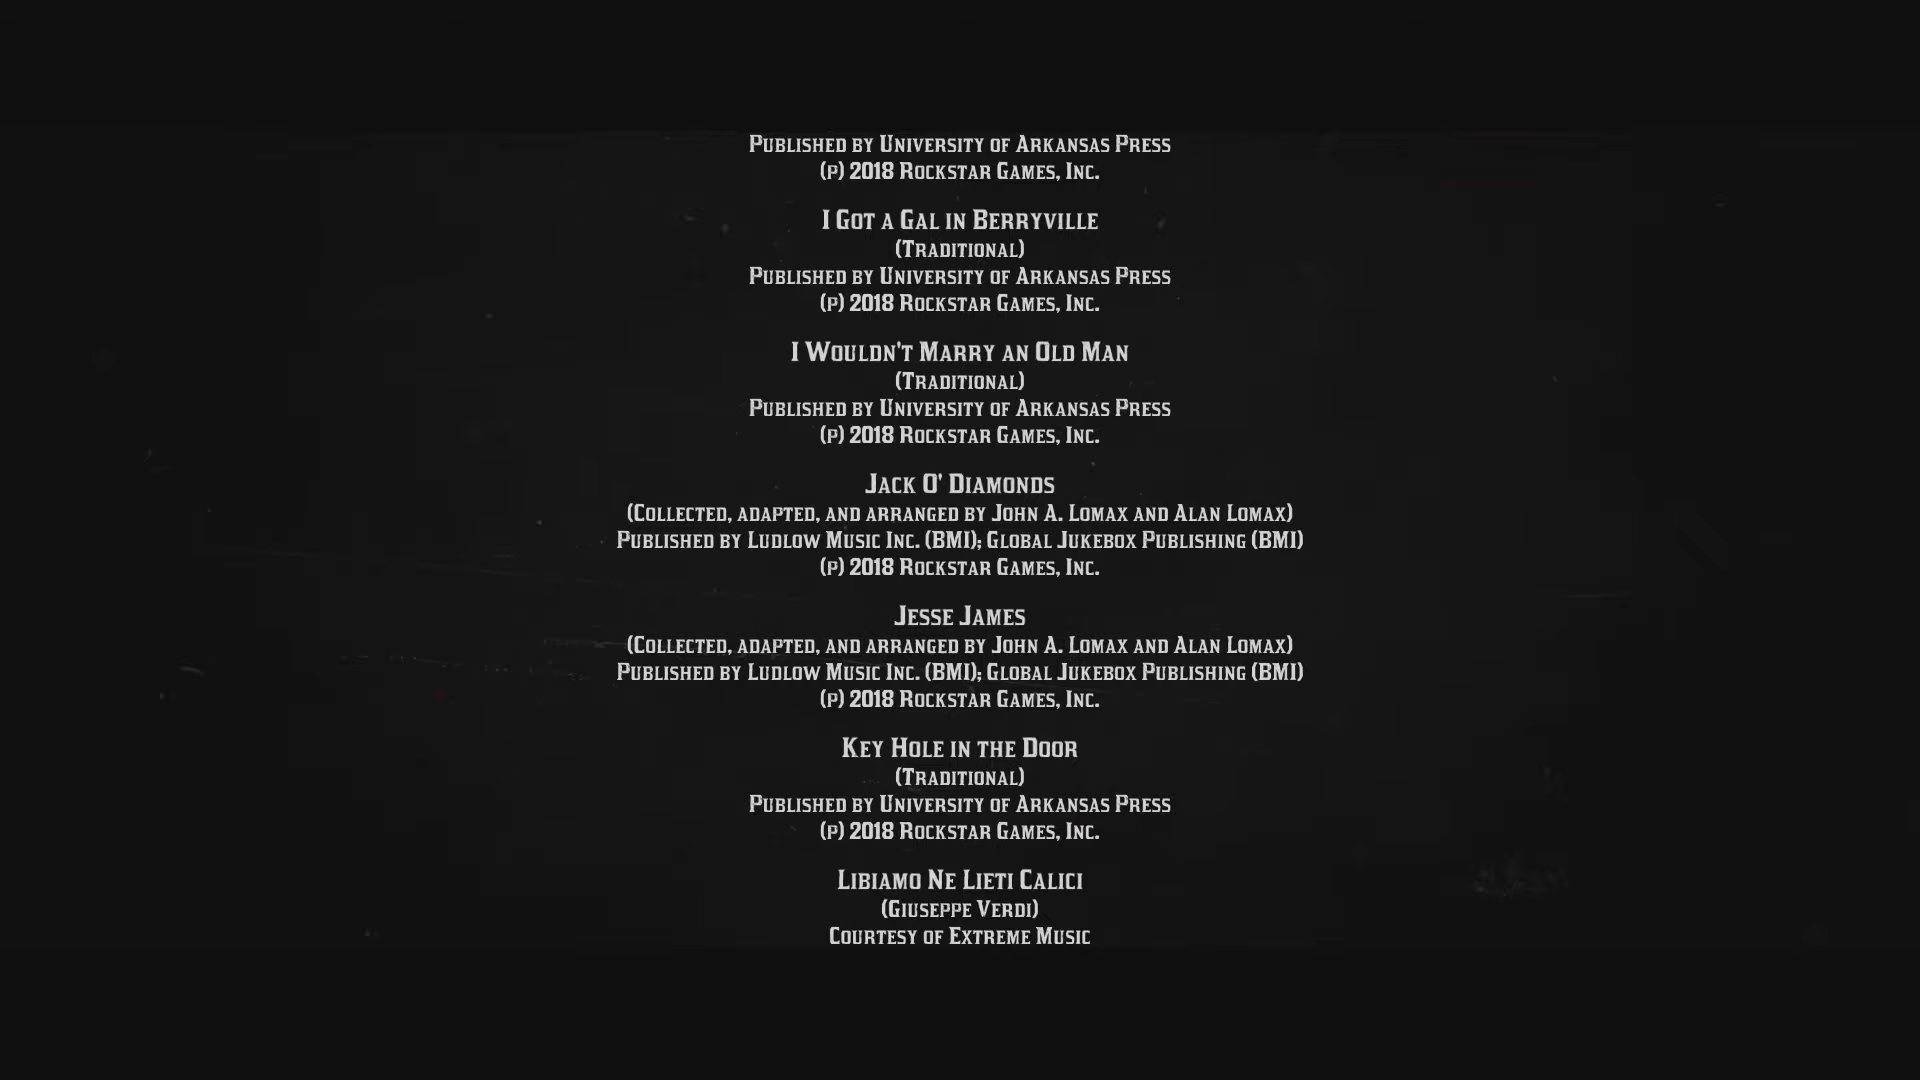 Published by University of Arkansas Press
(p) 2018 Rockstar Games, Inc.
I Got a Gal in Berryville
(Traditional)
Published by University of Arkansas Press
(p) 2018 Rockstar Games, Inc.
I Wouldn't Marry an Old Man
(Traditional)
Published by University of Arkansas Press
(p) 2018 Rockstar Games, Inc.
Jack O' Diamonds
(Collected, adapted, and arranged by John A. Lomax and Alan Lomax)
Published by Ludlow Music Inc. (BMI); Global Jukebox Publishing (BMI)
(p) 2018 Rockstar Games, Inc.
Jesse James
(Collected, adapted, and arranged by John A. Lomax and Alan Lomax)
Published by Ludlow Music Inc. (BMI); Global Jukebox Publishing (BMI)
(p) 2018 Rockstar Games, Inc.
Key Hole in the Door
(Traditional)
Published by University of Arkansas Press
(p) 2018 Rockstar Games, Inc.
Libiamo Ne Lieti Calici
(Giuseppe Verdi)
Courtesy of Extreme Music